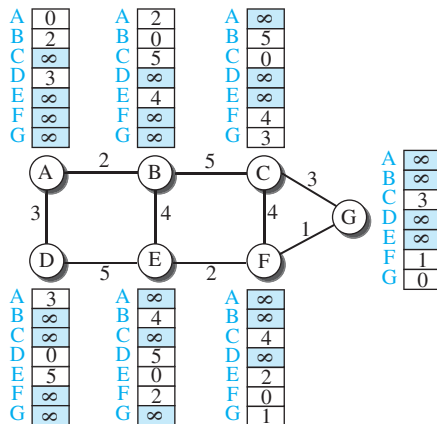 A 0 A 2 A ∞
B 2 B 0 B 5
C ∞ C 5 C 0
D 3 D ∞ D ∞
E ∞ E 4 E ∞
F ∞ F ∞ F 4
G ∞ G ∞ G 3
A 2 B 5 C
3 4 4 3 1 G
D 5 E 2 F
A ∞
B ∞
C 3
D ∞
E ∞
F 1
G 0
A 3 A ∞ A ∞
B ∞ B 4 B ∞
C ∞ C ∞ C 4
D 0 D 5 D ∞
E 5 E 0 E 2
F ∞ F 2 F 0
G ∞ G ∞ G 1